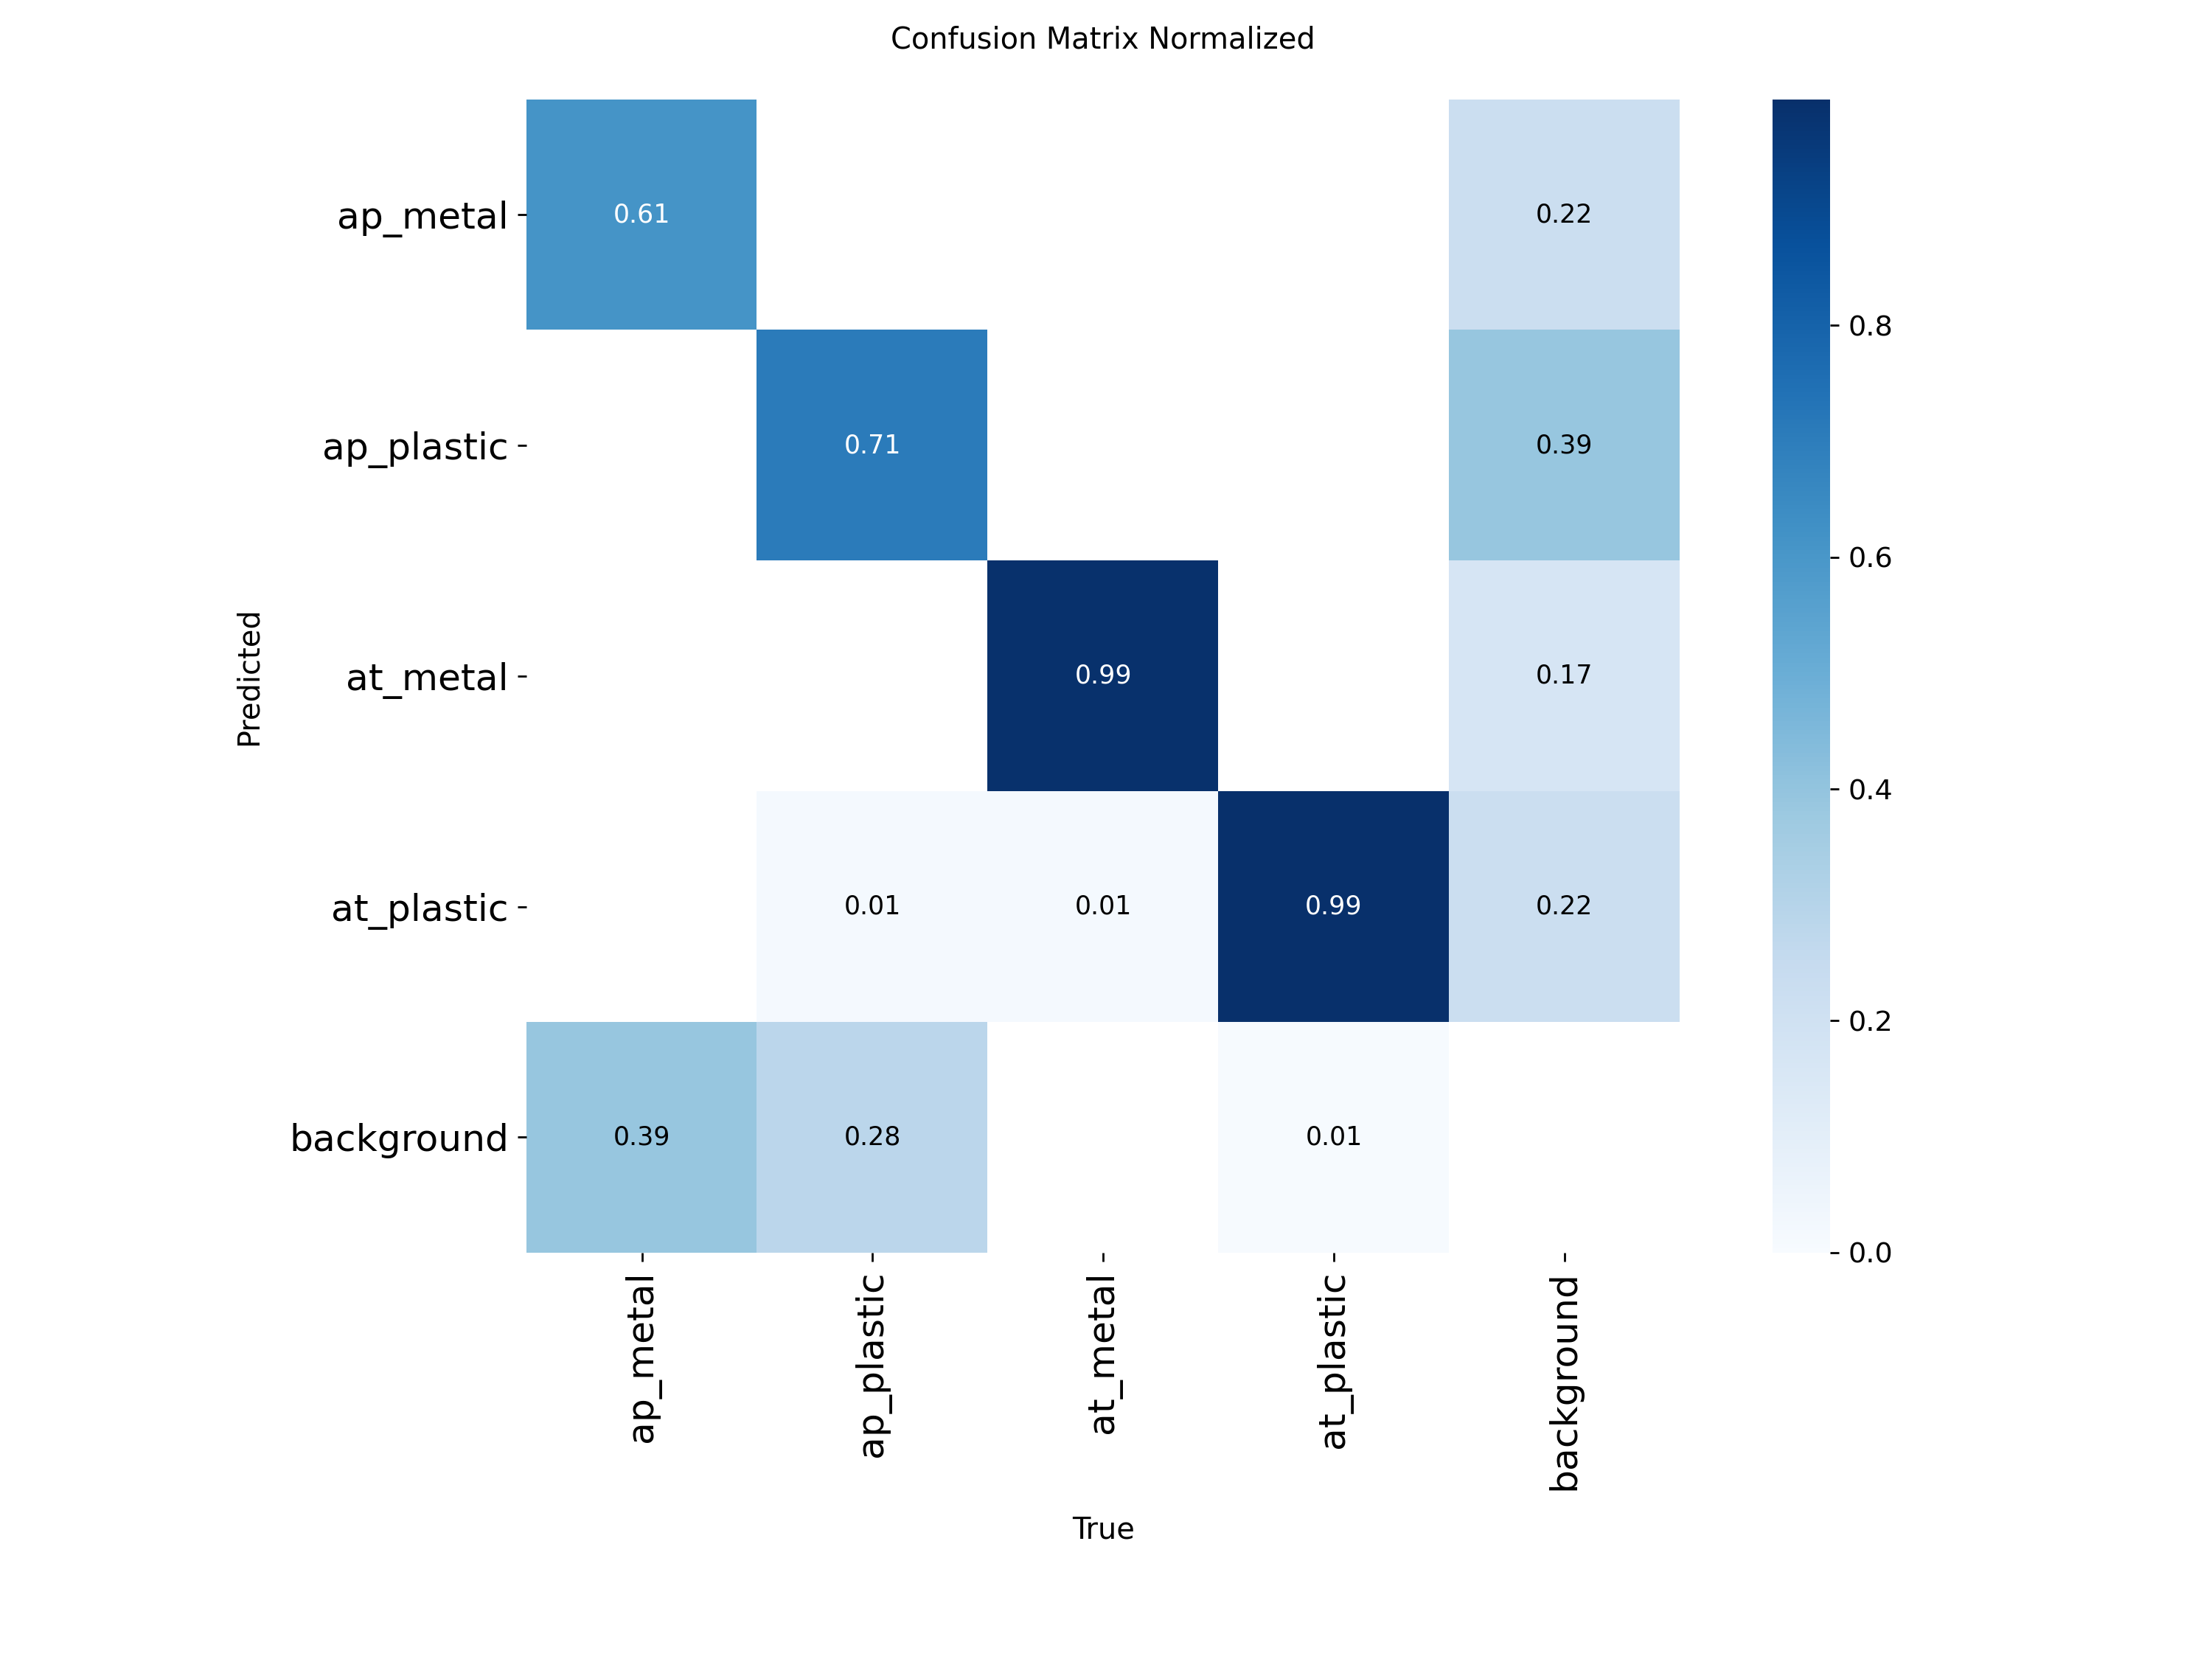 Confusion Matrix Normalized
ap_metal
0.61
0.22
ap_plastic
0.71
0.39
at_metal
0.99
0.17
at_plastic
0.01
0.01
0.99
0.22
background
0.39
0.28
0.01
Predicted
ap_metal
ap_plastic
at_metal
at_plastic
background
True
0.8
0.6
0.4
0.2
0.0